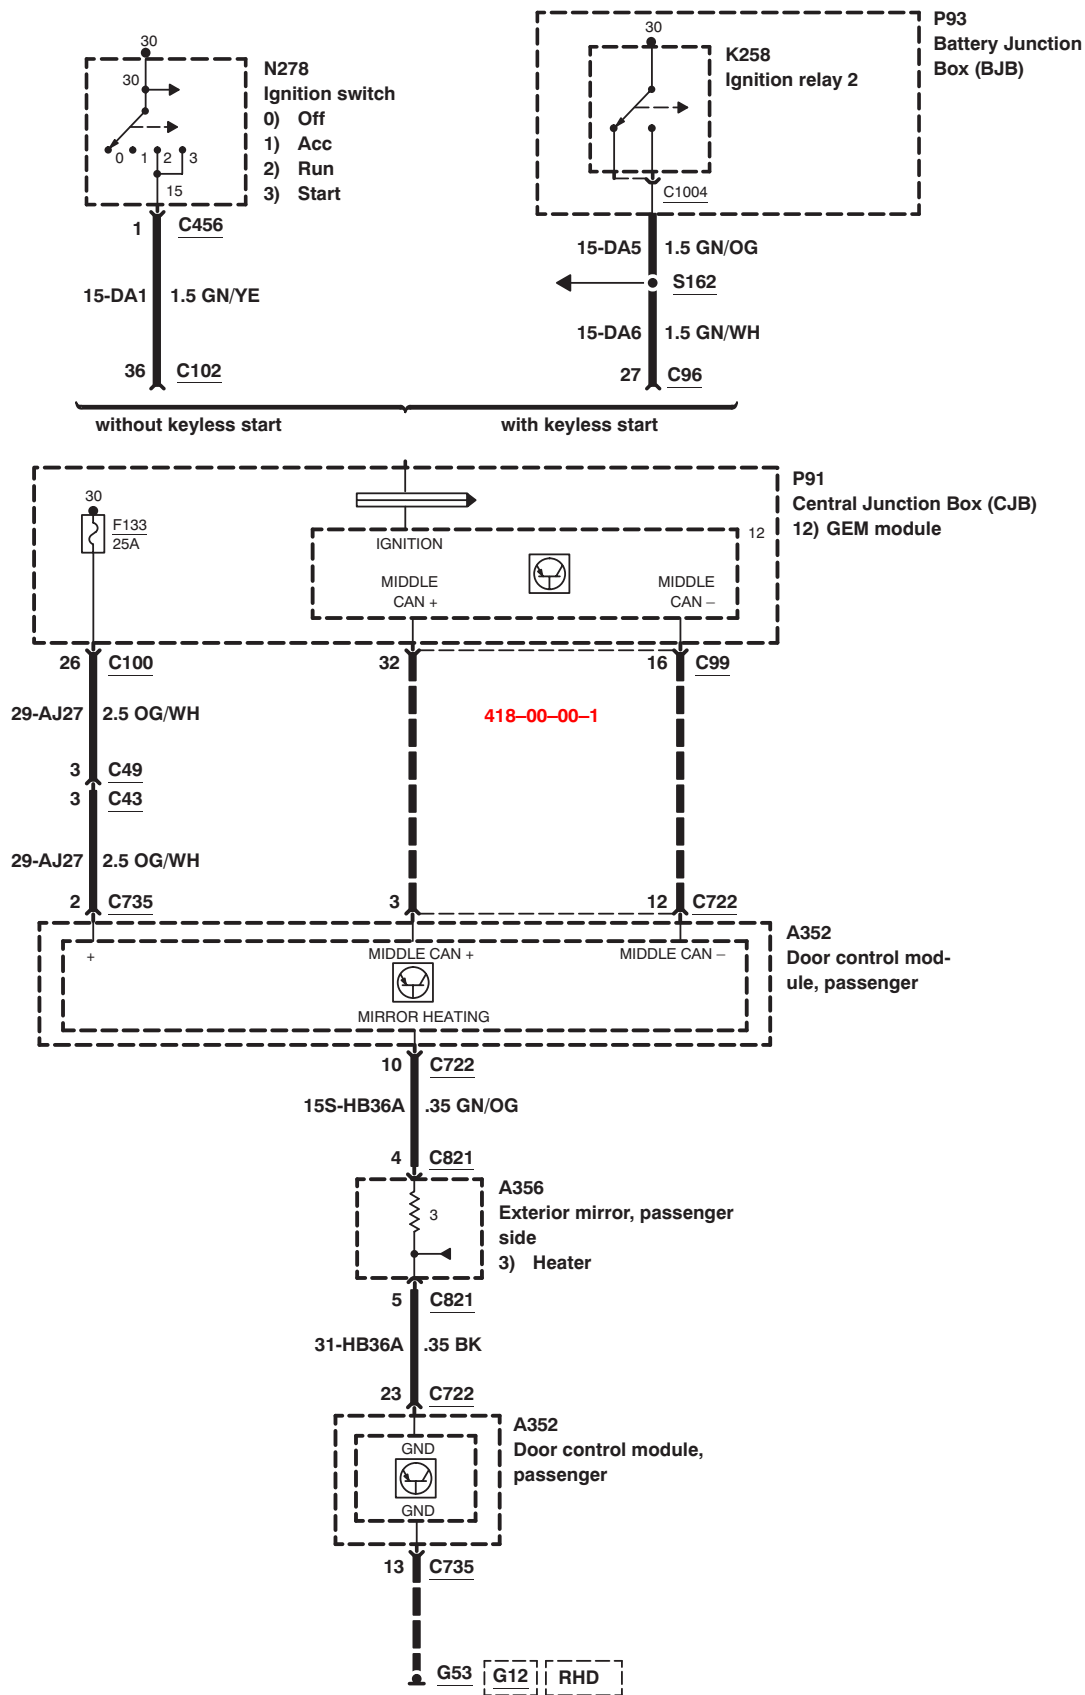 30
30
0 1 2 3
15
N278
Ignition switch
0) Off
1) Acc
2) Run
3) Start
30
K258
Ignition relay 2
C1004
P93
Battery Junction
Box (BJB)
1 C456
15-DA1 1.5 GN/YE
36 C102
15-DA5 1.5 GN/OG
S162
15-DA6 1.5 GN/WH
27 C96
without keyless start
with keyless start
P91
Central Junction Box (CJB)
12) GEM module
30
F133
25A
IGNITION
12
MIDDLE
CAN +
MIDDLE
CAN –
26 C100
32
16 C99
29-AJ27 2.5 OG/WH
418–00–00–1
3 C49
3 C43
29-AJ27 2.5 OG/WH
2 C735
3
12 C722
A352
Door control mod-
ule, passenger
+
MIDDLE CAN +
MIDDLE CAN –
MIRROR HEATING
10 C722
15S-HB36A .35 GN/OG
4 C821
3
A356
Exterior mirror, passenger
side
3) Heater
5 C821
31-HB36A .35 BK
23 C722
A352
Door control module,
passenger
GND
GND
13 C735
G53 G12 RHD